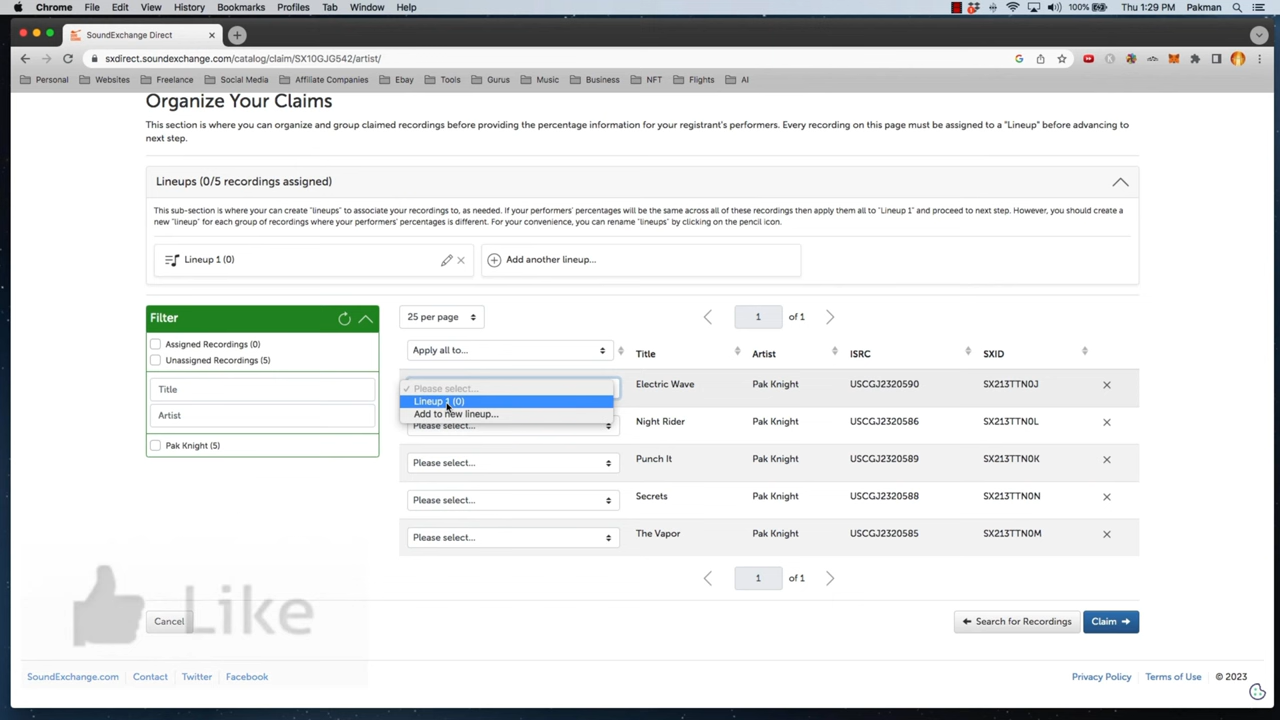 Chrome File Edit View History Bookmarks Profiles Tab Window Help 100% Thu 1:29 PM Pakman
SoundExchange Direct
sxdirect.soundexchange.com/catalog/claim/SX10GJG542/artist/
Personal Websites Freelance Social Media Affiliate Companies Ebay Tools Gurus Music Business NFT Flights AI
Organize Your Claims
This section is where you can organize and group claimed recordings before providing the percentage information for your registrant's performers. Every recording on this page must be assigned to a "Lineup" before advancing to
next step.
Lineups (0/5 recordings assigned)
This sub-section is where your can create "lineups" to associate your recordings to, as needed. If your performers' percentages will be the same across all of these recordings then apply them all to "Lineup 1" and proceed to next step. However, you should create a
new "lineup" for each group of recordings where your performers' percentages is different. For your convenience, you can rename "lineups" by clicking on the pencil icon.
Lineup 1 (0) Add another lineup...
Filter
Assigned Recordings (0)
Unassigned Recordings (5)
Title
Artist
Pak Knight (5)
25 per page 1 of 1
Apply all to... Title Artist ISRC SXID
Please select... Electric Wave Pak Knight USCGJ2320590 SX213TTN0J
Lineup 1 (0)
Add to new lineup...
Please select... Night Rider Pak Knight USCGJ2320586 SX213TTN0L
Please select... Punch It Pak Knight USCGJ2320589 SX213TTN0K
Please select... Secrets Pak Knight USCGJ2320588 SX213TTN0N
Please select... The Vapor Pak Knight USCGJ2320585 SX213TTN0M
1 of 1
Like
Cancel Search for Recordings Claim
SoundExchange.com Contact Twitter Facebook Privacy Policy Terms of Use © 2023